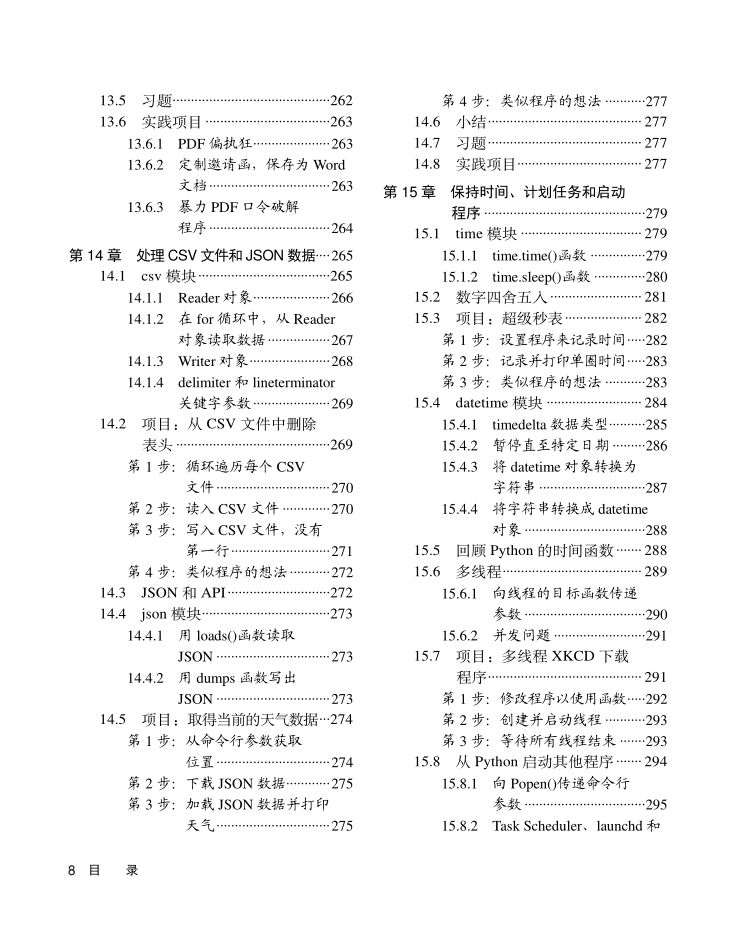 13.5 习题··········································262
13.6 实践项目··································263
13.6.1 PDF 偏执狂·····················263
13.6.2 定制邀请函，保存为 Word
文档·································263
13.6.3 暴力 PDF 口令破解
程序·································264
第 14 章 处理 CSV 文件和 JSON 数据····265
14.1 csv 模块····································265
14.1.1 Reader 对象·····················266
14.1.2 在 for 循环中，从 Reader
对象读取数据·················267
14.1.3 Writer 对象······················268
14.1.4 delimiter 和 lineterminator
关键字参数·····················269
14.2 项目：从 CSV 文件中删除
表头··········································269
第 1 步：循环遍历每个 CSV
文件·······························270
第 2 步：读入 CSV 文件·············270
第 3 步：写入 CSV 文件，没有
第一行···························271
第 4 步：类似程序的想法···········272
14.3 JSON 和 API····························272
14.4 json 模块···································273
14.4.1 用 loads()函数读取
JSON·······························273
14.4.2 用 dumps 函数写出
JSON·······························273
14.5 项目：取得当前的天气数据···274
第 1 步：从命令行参数获取
位置·······························274
第 2 步：下载 JSON 数据············275
第 3 步：加载 JSON 数据并打印
天气·······························275
第 4 步：类似程序的想法···········277
14.6 小结··········································277
14.7 习题··········································277
14.8 实践项目··································277
第 15 章 保持时间、计划任务和启动
程序············································279
15.1 time 模块·································279
15.1.1 time.time()函数···············279
15.1.2 time.sleep()函数··············280
15.2 数字四舍五入·························281
15.3 项目：超级秒表·····················282
第 1 步：设置程序来记录时间·····282
第 2 步：记录并打印单圈时间·····283
第 3 步：类似程序的想法···········283
15.4 datetime 模块··························284
15.4.1 timedelta 数据类型··········285
15.4.2 暂停直至特定日期·········286
15.4.3 将 datetime 对象转换为
字符串·····························287
15.4.4 将字符串转换成 datetime
对象·································288
15.5 回顾 Python 的时间函数·······288
15.6 多线程······································289
15.6.1 向线程的目标函数传递
参数·································290
15.6.2 并发问题·························291
15.7 项目：多线程 XKCD 下载
程序··········································291
第 1 步：修改程序以使用函数·····292
第 2 步：创建并启动线程···········293
第 3 步：等待所有线程结束·······293
15.8 从 Python 启动其他程序·······294
15.8.1 向 Popen()传递命令行
参数·································295
15.8.2 Task Scheduler、launchd 和
8 目 录